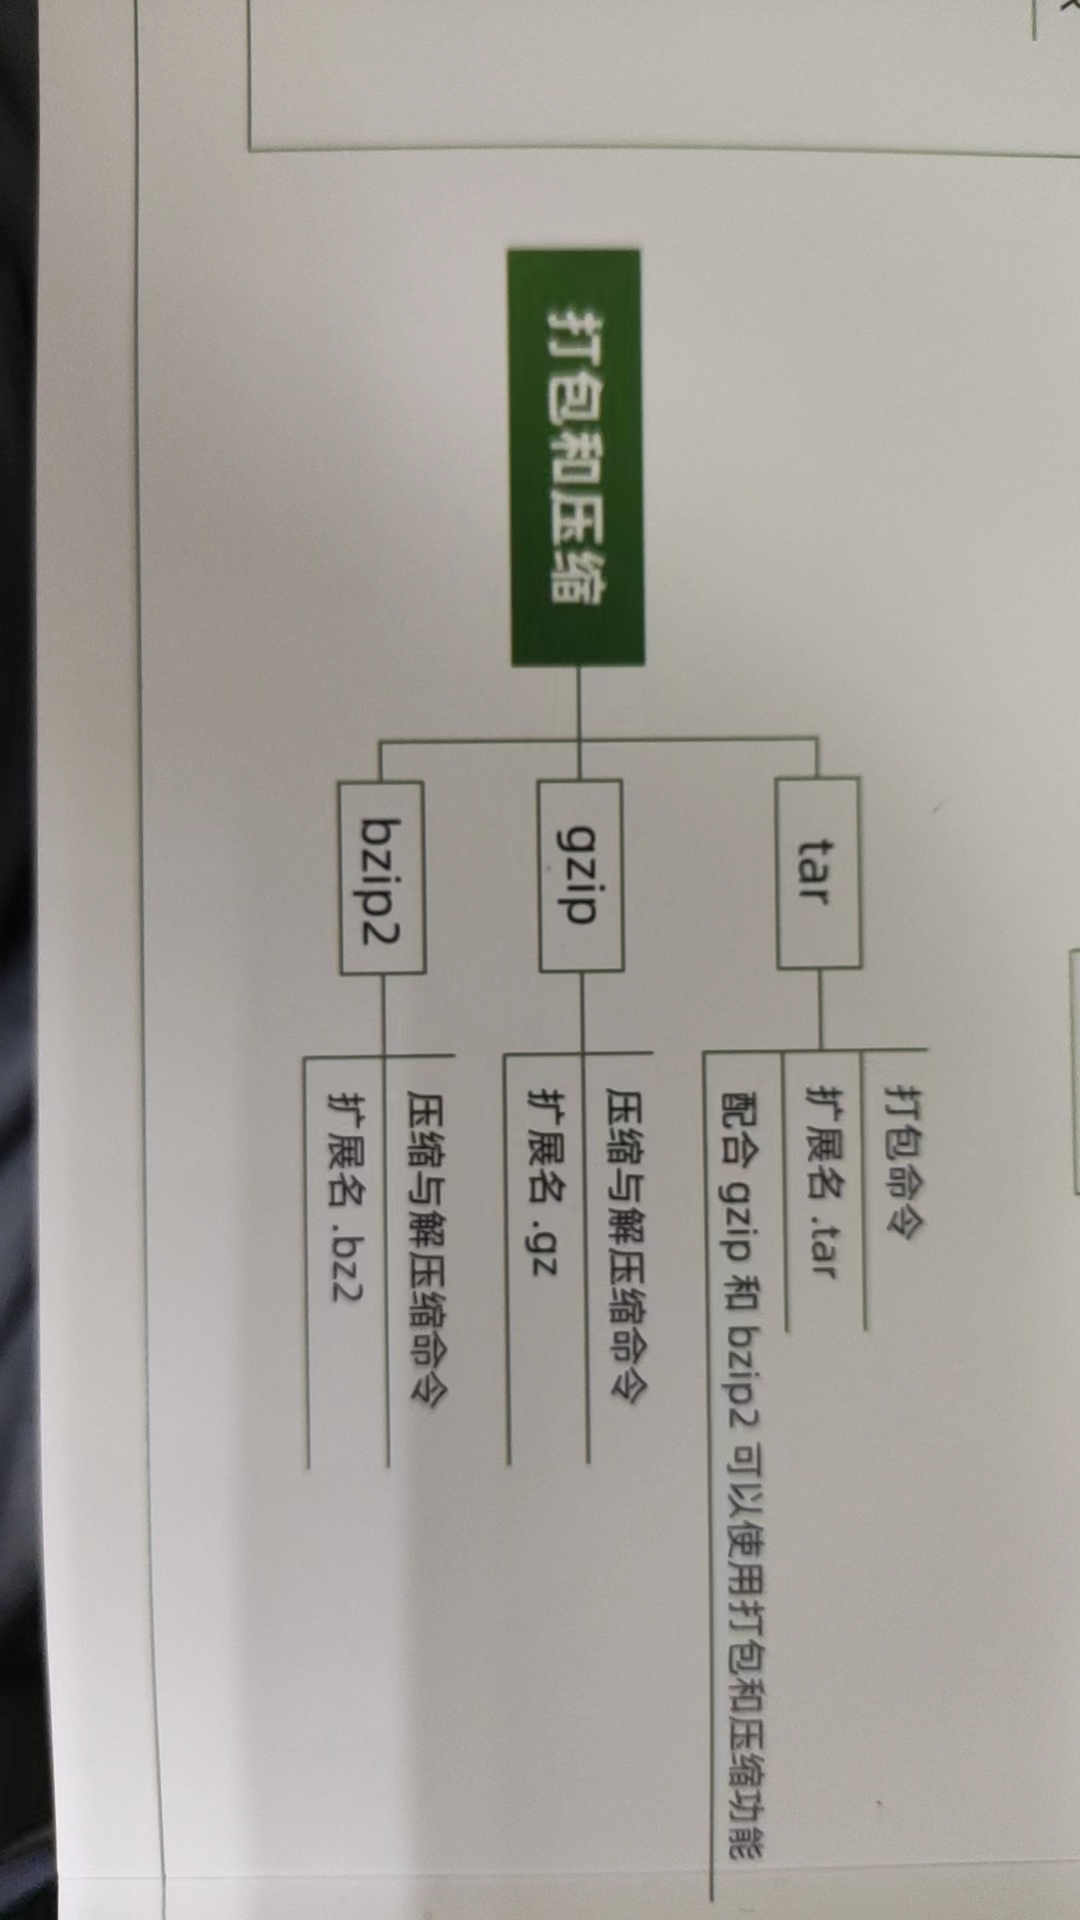 打包和压缩
tar
打包命令
扩展名 .tar
配合 gzip 和 bzip2 可以使用打包和压缩功能
gzip
压缩与解压缩命令
扩展名 .gz
bzip2
压缩与解压缩命令
扩展名 .bz2